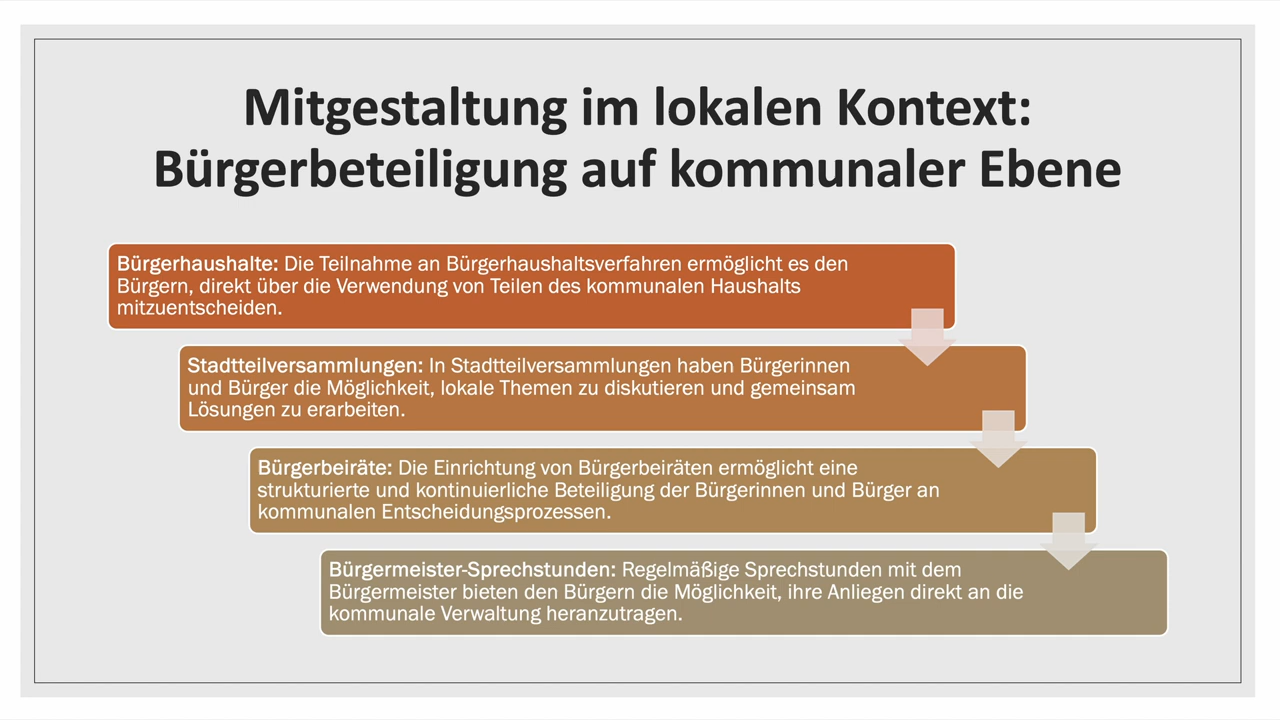 Mitgestaltung im lokalen Kontext:
Bürgerbeteiligung auf kommunaler Ebene
Bürgerhaushalte: Die Teilnahme an Bürgerhaushaltsverfahren ermöglicht es den
Bürgern, direkt über die Verwendung von Teilen des kommunalen Haushalts
mitzuentscheiden.
Stadtteilversammlungen: In Stadtteilversammlungen haben Bürgerinnen
und Bürger die Möglichkeit, lokale Themen zu diskutieren und gemeinsam
Lösungen zu erarbeiten.
Bürgerbeiräte: Die Einrichtung von Bürgerbeiräten ermöglicht eine
strukturierte und kontinuierliche Beteiligung der Bürgerinnen und Bürger an
kommunalen Entscheidungsprozessen.
Bürgermeister-Sprechstunden: Regelmäßige Sprechstunden mit dem
Bürgermeister bieten den Bürgern die Möglichkeit, ihre Anliegen direkt an die
kommunale Verwaltung heranzutragen.